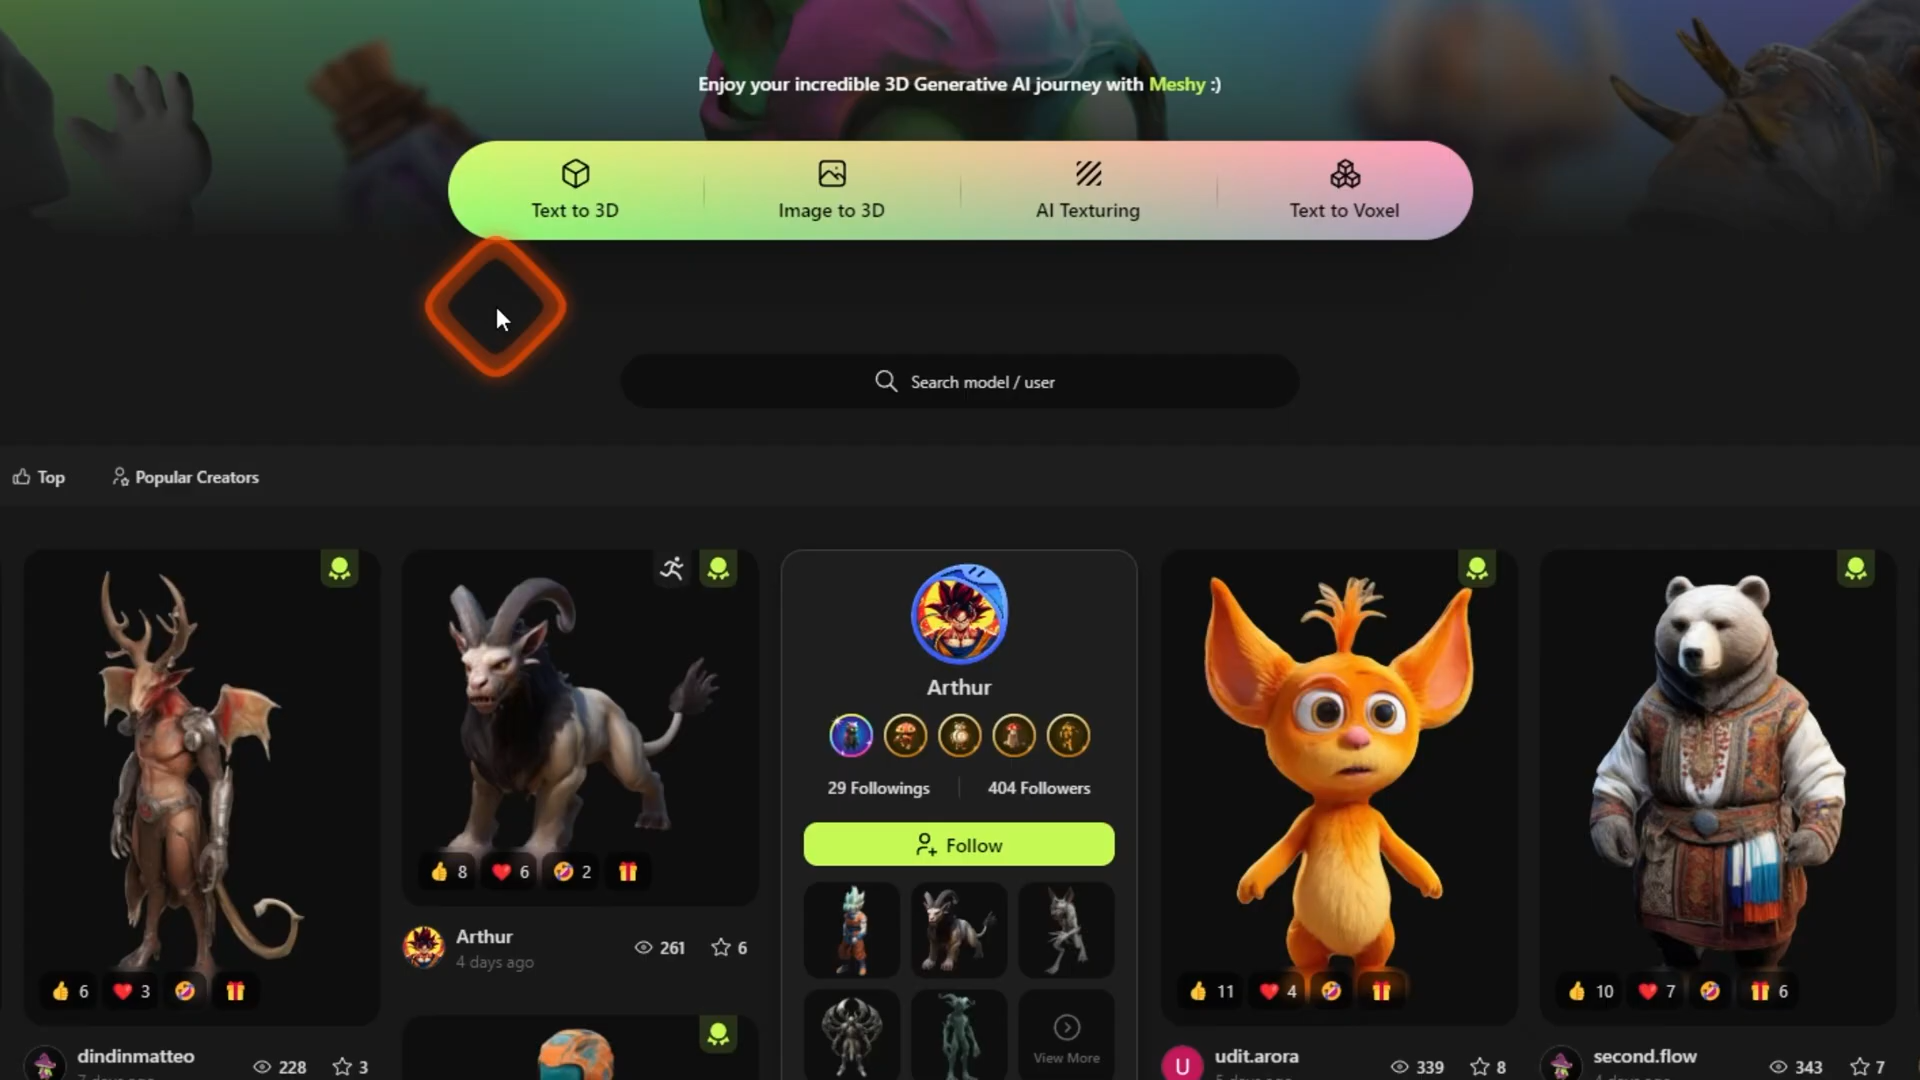 Enjoy your incredible 3D Generative AI journey with Meshy :)
Text to 3D
Image to 3D
AI Texturing
Text to Voxel
Search model / user
Top
Popular Creators
Arthur
29 Followings
404 Followers
Follow
View More
8 6 2
Arthur
4 days ago
261 6
6 3
dindinmatteo
228 3
11 4
U
udit.arora
339 8
10 7 6
second.flow
343 7